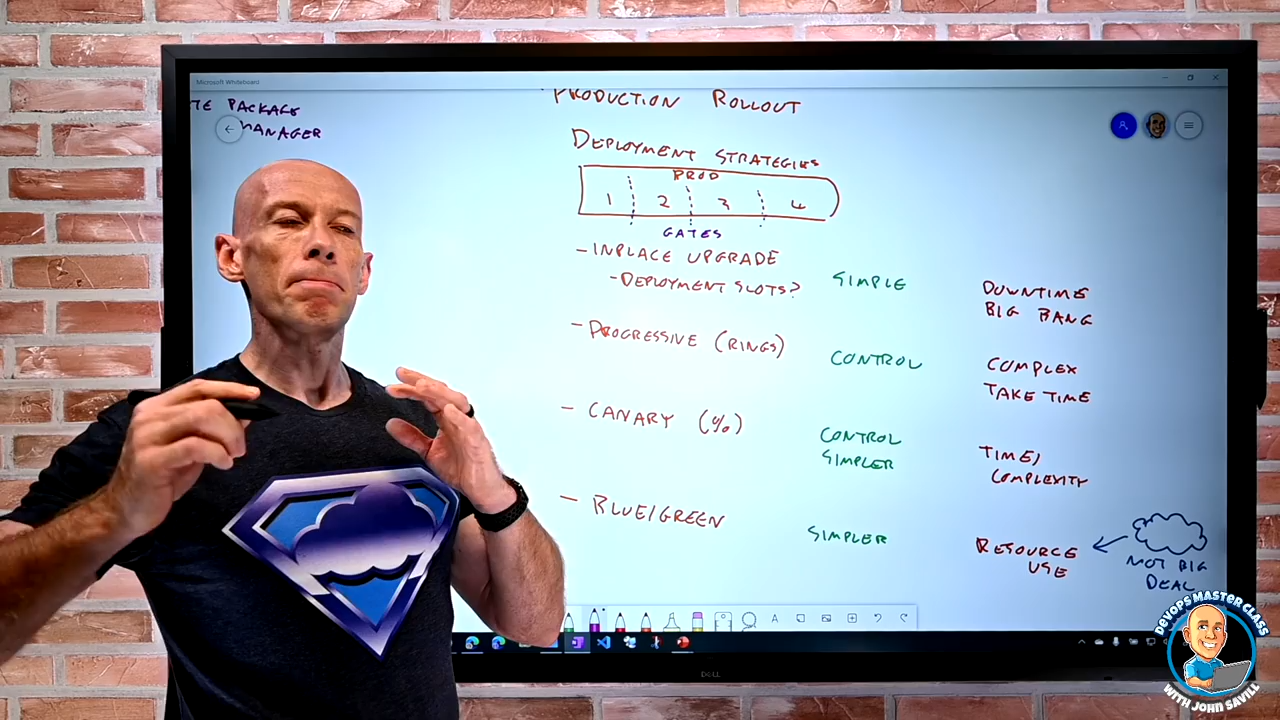 Microsoft Whiteboard
TE PACKAGE
MANAGER
PRODUCTION ROLLOUT
DEPLOYMENT STRATEGIES
PROD
1 2 3 4
GATES
- INPLACE UPGRADE
- DEPLOYMENT SLOTS?
SIMPLE
DOWNTIME
BIG BANG
- PROGRESSIVE (RINGS)
CONTROL
COMPLEX
TAKE TIME
- CANARY (%)
CONTROL
SIMPLER
TIME/
COMPLEXITY
- BLUE/GREEN
SIMPLER
RESOURCE
USE
NOT BIG
DEAL
DELL
DEVOPS MASTER CLASS
WITH JOHN SAVILL